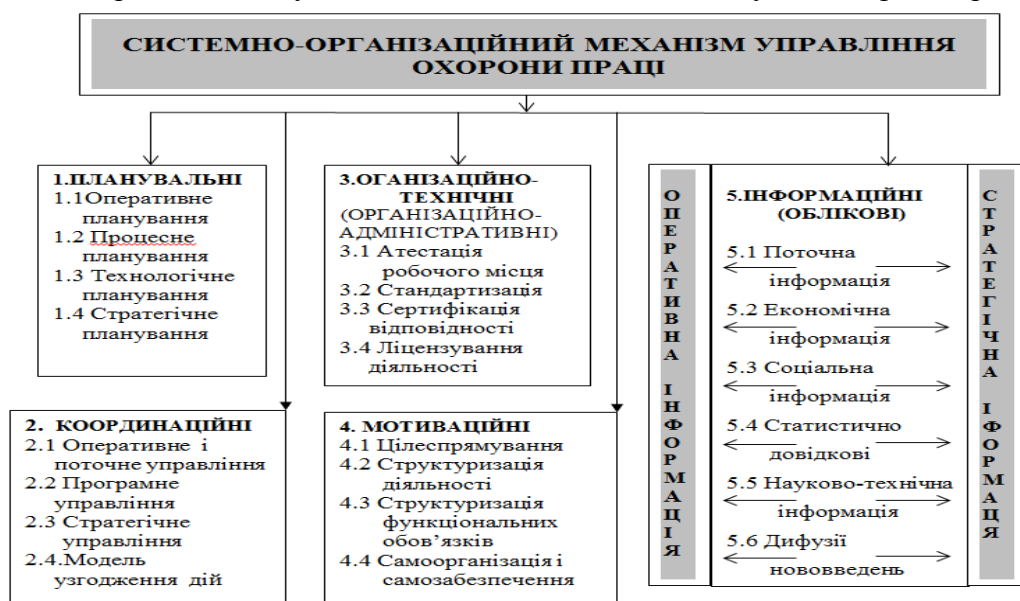 СИСТЕМНО-ОРГАНІЗАЦІЙНИЙ МЕХАНІЗМ УПРАВЛІННЯ
ОХОРОНИ ПРАЦІ
1.ПЛАНУВАЛЬНІ
1.1Оперативне
планування
1.2 Процесне
планування
1.3 Технологічне
планування
1.4 Стратегічне
планування
2. КООРДИНАЦІЙНІ
2.1 Оперативне і
поточне управління
2.2 Програмне
управління
2.3 Стратегічне
управління
2.4.Модель
узгодження дій
3.ОГАНІЗАЦІЙНО-
ТЕХНІЧНІ
(ОРГАНІЗАЦІЙНО-
АДМІНІСТРАТИВНІ)
3.1 Атестація
робочого місця
3.2 Стандартизація
3.3 Сертифікація
відповідності
3.4 Ліцензування
діяльності
4. МОТИВАЦІЙНІ
4.1 Цілеспрямування
4.2 Структуризація
діяльності
4.3 Структуризація
функціональних
обов’язків
4.4 Самоорганізація і
самозабезпечення
ОПЕРАТИВНА ІНФОРМАЦІЯ
5.ІНФОРМАЦІЙНІ
(ОБЛІКОВІ)
5.1 Поточна
інформація
5.2 Економічна
інформація
5.3 Соціальна
інформація
5.4 Статистично
довідкові
5.5 Науково-технічна
інформація
5.6 Дифузії
нововведень
СТРАТЕГІЧНА ІФОРМАЦЯ